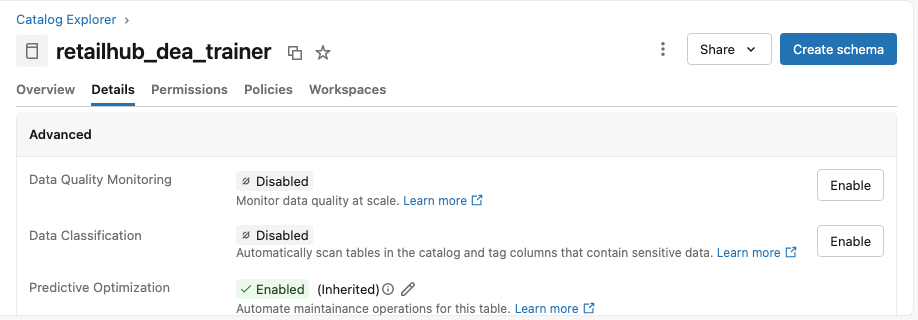 Catalog Explorer ›
retailhub_dea_trainer
Share
Create schema
Overview Details Permissions Policies Workspaces
Advanced
Data Quality Monitoring
Disabled
Enable
Monitor data quality at scale. Learn more
Data Classification
Disabled
Enable
Automatically scan tables in the catalog and tag columns that contain sensitive data. Learn more
Predictive Optimization
Enabled (Inherited)
Automate maintainance operations for this table. Learn more